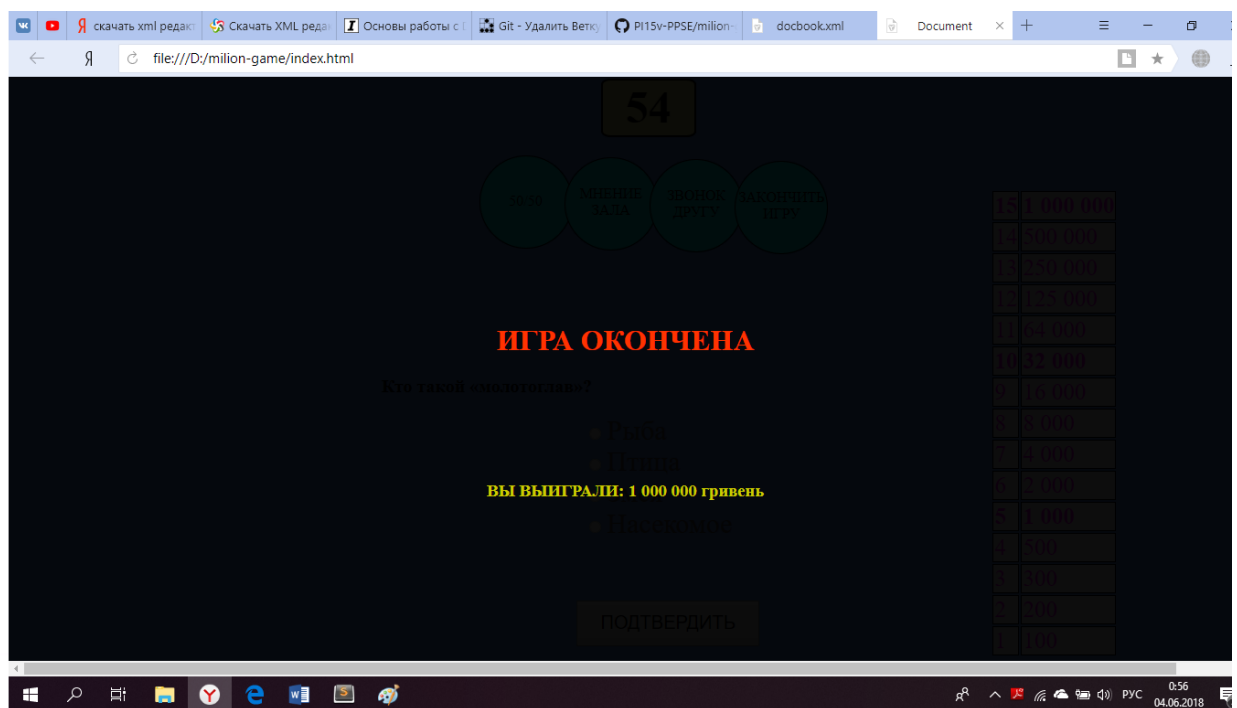 скачать xml редакт
Скачать XML реда
Основы работы с
Git - Удалить Ветку
PI15v-PPSE/milion-
docbook.xml
Document
file:///D:/milion-game/index.html
54
50/50
МНЕНИЕ
ЗАЛА
ЗВОНОК
ДРУГУ
ЗАКОНЧИТЬ
ИГРУ
ИГРА ОКОНЧЕНА
Кто такой «молотоглав»?
Рыба
Птица
ВЫ ВЫИГРАЛИ: 1 000 000 гривень
Насекомое
ПОДТВЕРДИТЬ
15 1 000 000
14 500 000
13 250 000
12 125 000
11 64 000
10 32 000
9 16 000
8 8 000
7 4 000
6 2 000
5 1 000
4 500
3 300
2 200
1 100
РУС
0:56
04.06.2018